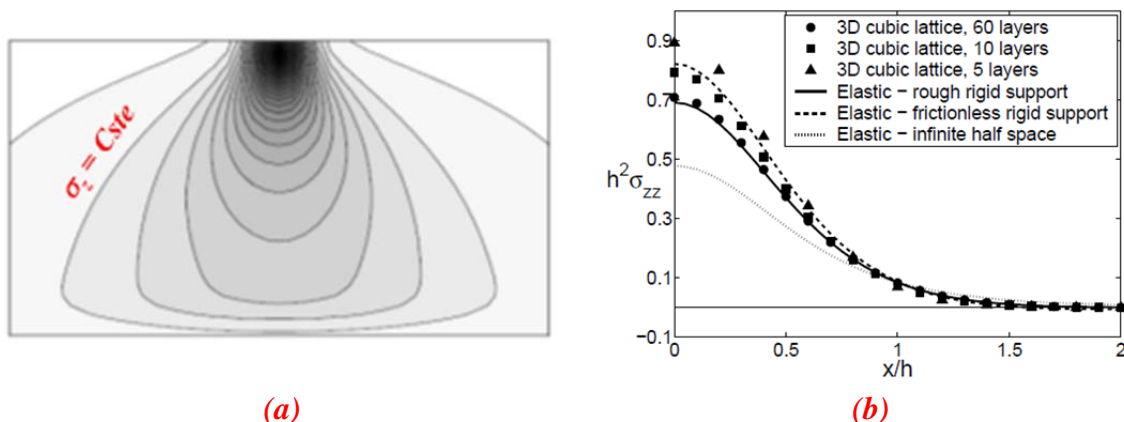 σz = Cste
(a)
3D cubic lattice, 60 layers
3D cubic lattice, 10 layers
3D cubic lattice, 5 layers
Elastic − rough rigid support
Elastic − frictionless rigid support
Elastic − infinite half space
0.9
0.7
0.5
h²σzz
0.3
0.1
−0.1
0 0.5 1 1.5 2
x/h
(b)